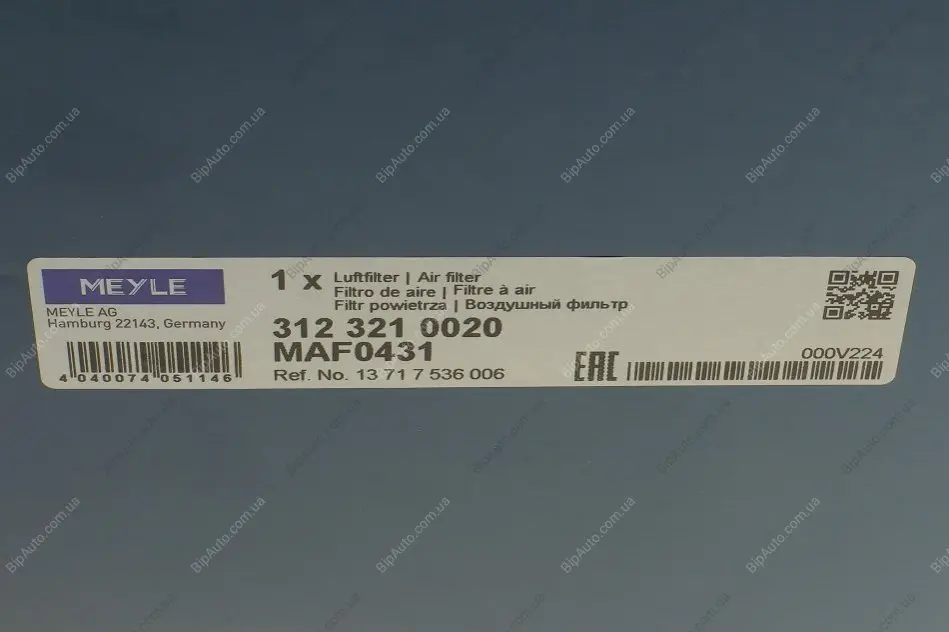 MEYLE
MEYLE AG
Hamburg 22143, Germany
4 040074 051146
1 x Luftfilter | Air filter
Filtro de aire | Filtre à air
Filtr powietrza | Воздушный фильтр
312 321 0020
MAF0431
Ref. No. 13 71 7 536 006
EAC
000V224
BipAuto.com.ua